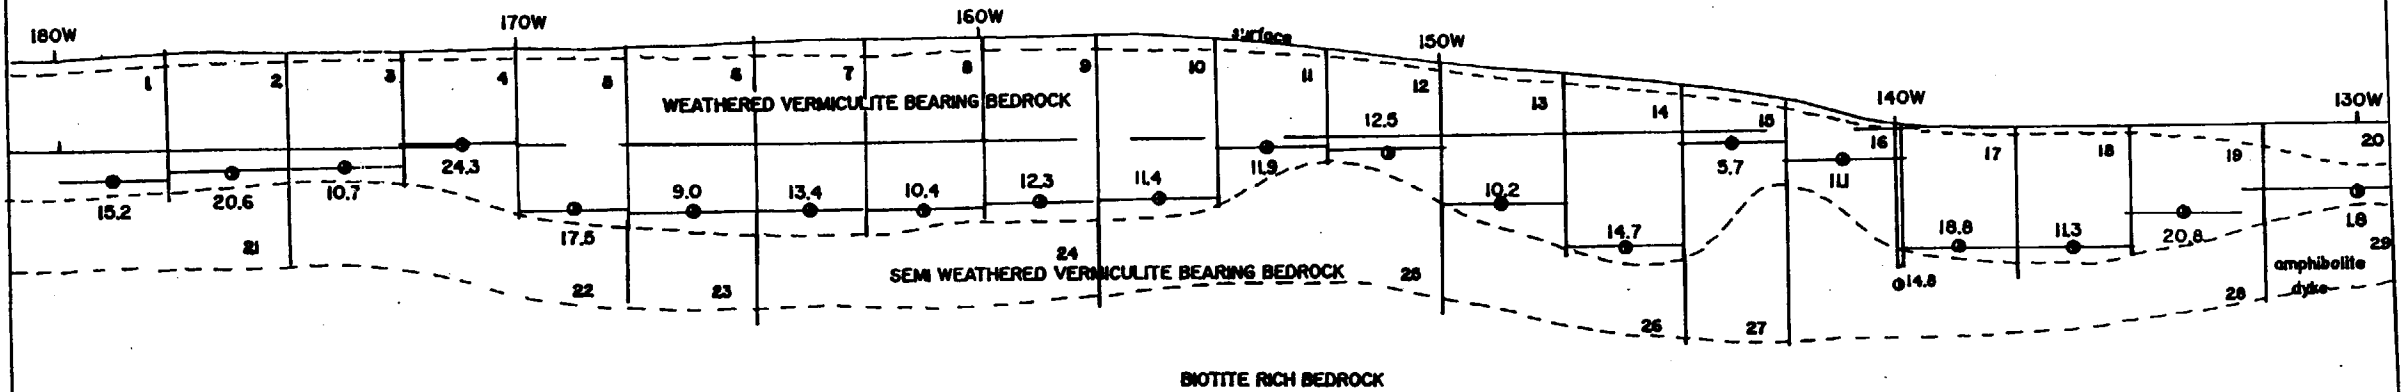 180W
170W
160W
surface
150W
140W
130W
1 2 3 4 5 6 7 8 9 10 11 12 13 14 15 16 17 18 19 20
WEATHERED VERMICULITE BEARING BEDROCK
15.2
20.6
10.7
24.3
17.5
9.0
13.4
10.4
12.3
11.4
11.9
12.5
10.2
14.7
5.7
11.1
14.8
18.8
11.3
20.8
1.8
21 22 23 24 25 26 27 28 29
SEMI WEATHERED VERMICULITE BEARING BEDROCK
amphibolite
dyke
BIOTITE RICH BEDROCK